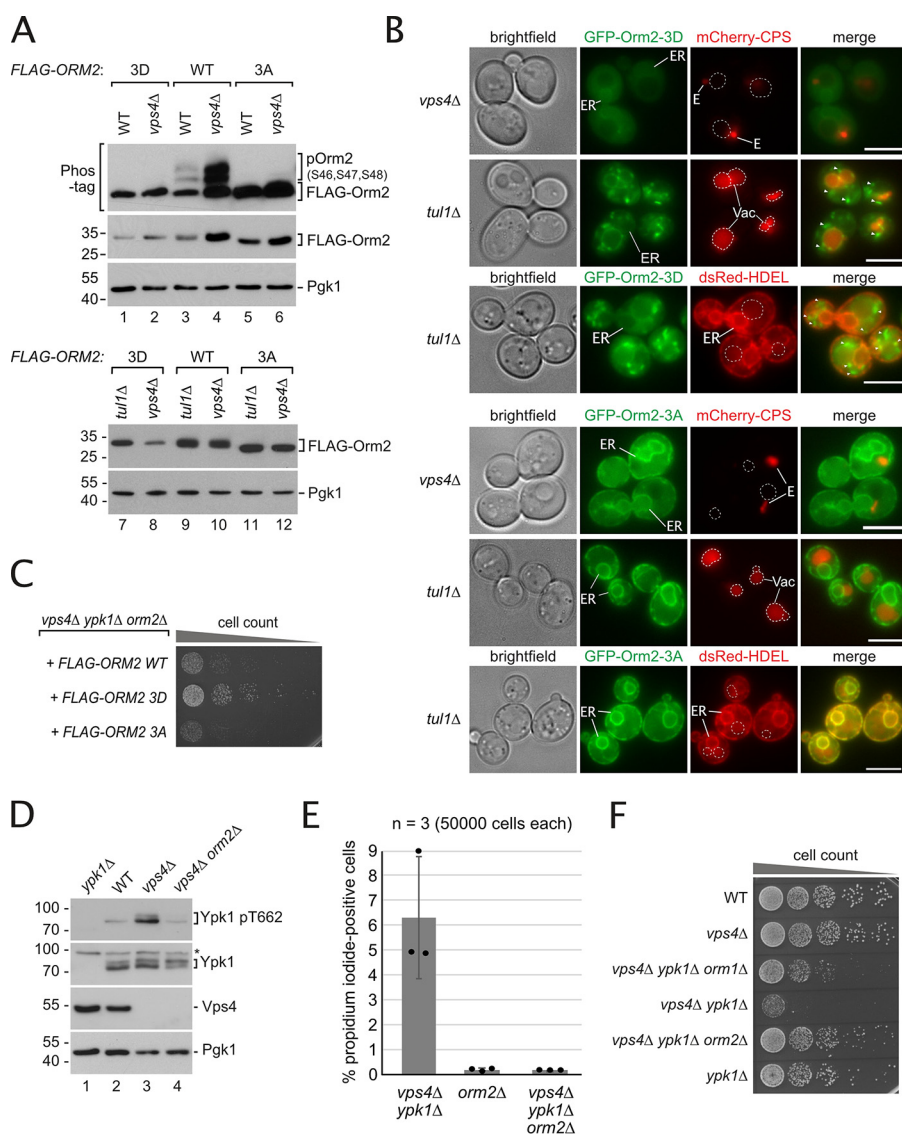 A
FLAG-ORM2: 3D WT 3A
WT vps4Δ WT vps4Δ WT vps4Δ
Phos-tag
pOrm2
(S46,S47,S48)
FLAG-Orm2
35
25
FLAG-Orm2
55
40
Pgk1
1 2 3 4 5 6
FLAG-ORM2: 3D WT 3A
tul1Δ vps4Δ tul1Δ vps4Δ tul1Δ vps4Δ
35
25
FLAG-Orm2
55
40
Pgk1
7 8 9 10 11 12
B
brightfield GFP-Orm2-3D mCherry-CPS merge
vps4Δ
ER
ER
E
E
tul1Δ
ER
Vac
brightfield GFP-Orm2-3D dsRed-HDEL merge
tul1Δ
ER
ER
brightfield GFP-Orm2-3A mCherry-CPS merge
vps4Δ
ER
ER
E
tul1Δ
ER
Vac
brightfield GFP-Orm2-3A dsRed-HDEL merge
tul1Δ
ER
ER
C
vps4Δ ypk1Δ orm2Δ
cell count
+ FLAG-ORM2 WT
+ FLAG-ORM2 3D
+ FLAG-ORM2 3A
D
ypk1Δ WT vps4Δ vps4Δ orm2Δ
100
70
Ypk1 pT662
100
70
*
Ypk1
55
Vps4
55
40
Pgk1
1 2 3 4
E
n = 3 (50000 cells each)
% propidium iodide-positive cells
9
8
7
6
5
4
3
2
1
0
vps4Δ ypk1Δ
orm2Δ
vps4Δ ypk1Δ orm2Δ
F
cell count
WT
vps4Δ
vps4Δ ypk1Δ orm1Δ
vps4Δ ypk1Δ
vps4Δ ypk1Δ orm2Δ
ypk1Δ